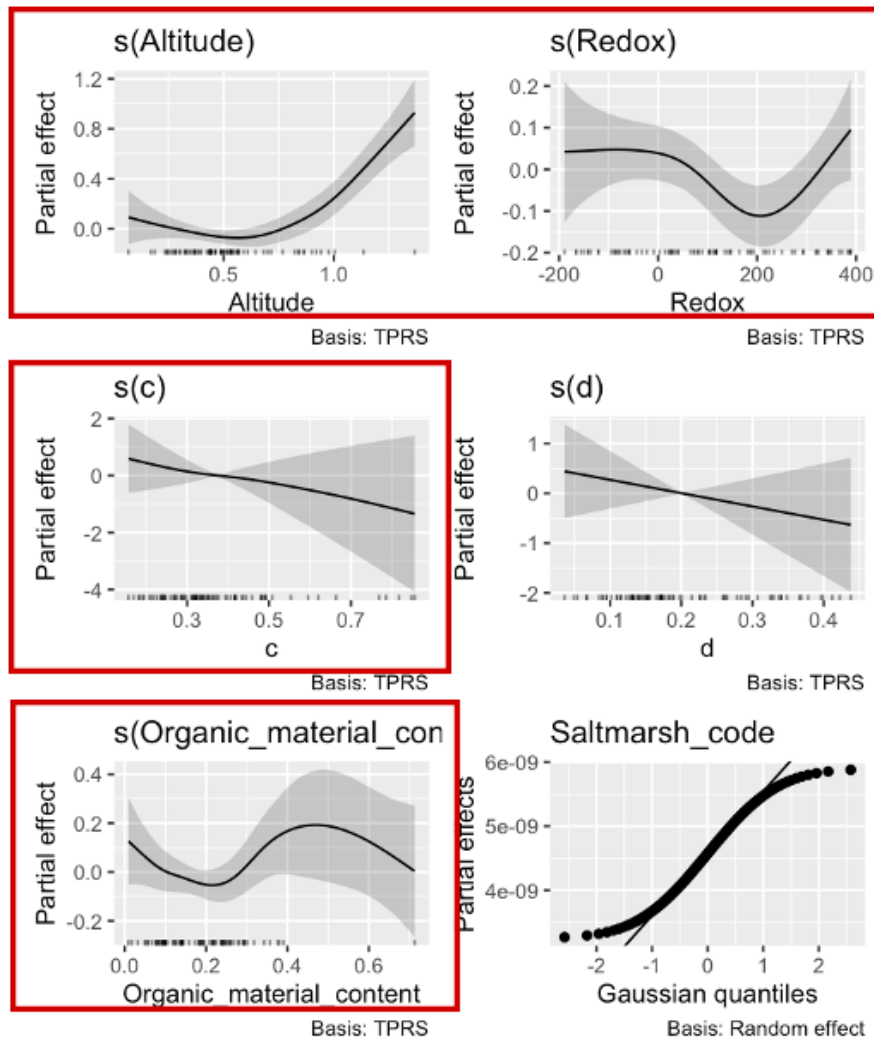 s(Altitude)
1.2
0.8
0.4
0.0
Partial effect
0.5 1.0
Altitude
Basis: TPRS
s(Redox)
0.2
0.1
0.0
-0.1
-0.2
Partial effect
-200 0 200 400
Redox
Basis: TPRS
s(c)
2
0
-2
-4
Partial effect
0.3 0.5 0.7
c
Basis: TPRS
s(d)
1
0
-1
-2
Partial effect
0.1 0.2 0.3 0.4
d
Basis: TPRS
s(Organic_material_con
0.4
0.2
0.0
-0.2
Partial effect
0.0 0.2 0.4 0.6
Organic_material_content
Basis: TPRS
Saltmarsh_code
6e-09
5e-09
4e-09
Partial effects
-2 -1 0 1 2
Gaussian quantiles
Basis: Random effect